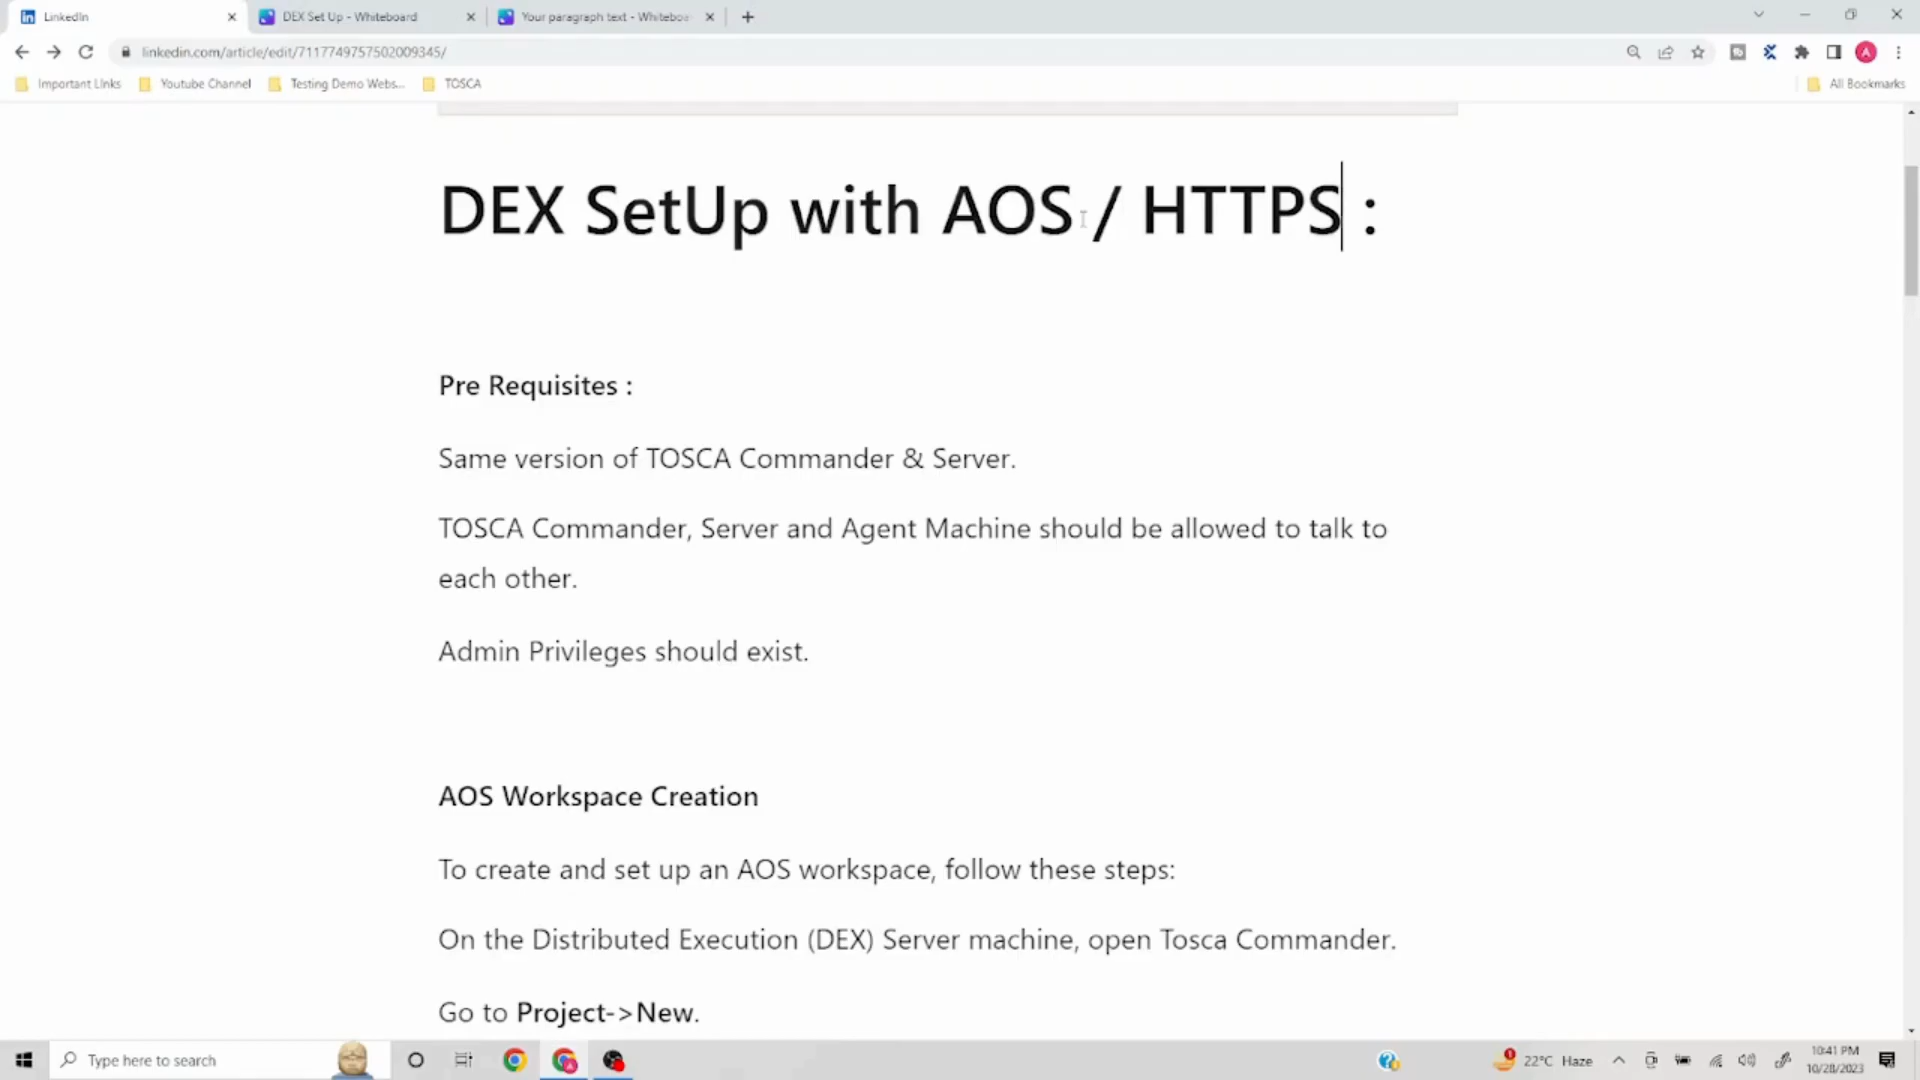 LinkedIn
DEX Set Up - Whiteboard
Your paragraph text - Whiteboar
linkedin.com/article/edit/7117749757502009345/
A
Important LInks
Youtube Channel
Testing Demo Webs...
TOSCA
All Bookmarks
DEX SetUp with AOS / HTTPS :
Pre Requisites :
Same version of TOSCA Commander & Server.
TOSCA Commander, Server and Agent Machine should be allowed to talk to
each other.
Admin Privileges should exist.
AOS Workspace Creation
To create and set up an AOS workspace, follow these steps:
On the Distributed Execution (DEX) Server machine, open Tosca Commander.
Go to Project->New.
Type here to search
1
22°C Haze
10:41 PM
10/28/2023